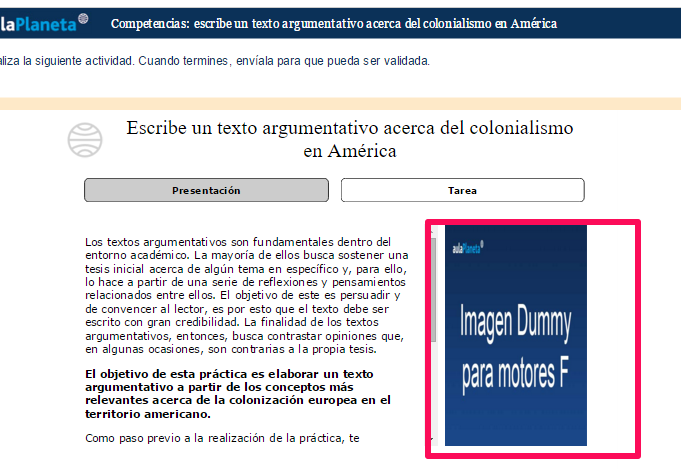 laPlaneta
Competencias: escribe un texto argumentativo acerca del colonialismo en América
liza la siguiente actividad. Cuando termines, envíala para que pueda ser validada.
Escribe un texto argumentativo acerca del colonialismo
en América
Presentación
Tarea
Los textos argumentativos son fundamentales dentro del
entorno académico. La mayoría de ellos busca sostener una
tesis inicial acerca de algún tema en específico y, para ello,
lo hace a partir de una serie de reflexiones y pensamientos
relacionados entre ellos. El objetivo de este es persuadir y
de convencer al lector, es por esto que el texto debe ser
escrito con gran credibilidad. La finalidad de los textos
argumentativos, entonces, busca contrastar opiniones que,
en algunas ocasiones, son contrarias a la propia tesis.
El objetivo de esta práctica es elaborar un texto
argumentativo a partir de los conceptos más
relevantes acerca de la colonización europea en el
territorio americano.
Como paso previo a la realización de la práctica, te
aulaPlaneta
Imagen Dummy
para motores F